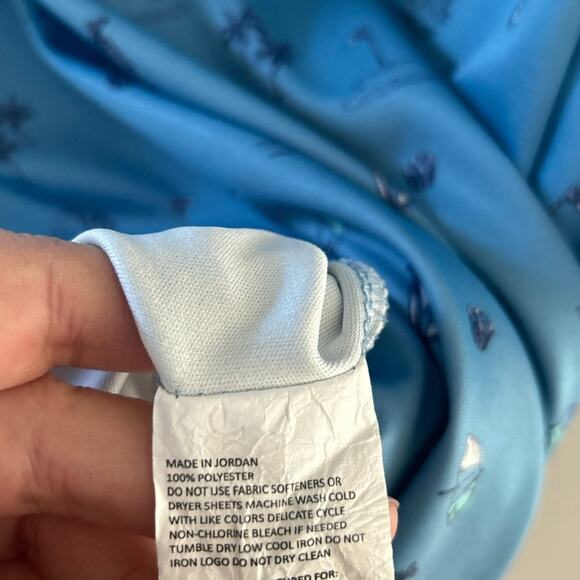 MADE IN JORDAN
100% POLYESTER
DO NOT USE FABRIC SOFTENERS OR
DRYER SHEETS MACHINE WASH COLD
WITH LIKE COLORS DELICATE CYCLE
NON-CHLORINE BLEACH IF NEEDED
TUMBLE DRY LOW COOL IRON DO NOT
IRON LOGO DO NOT DRY CLEAN
FOR: